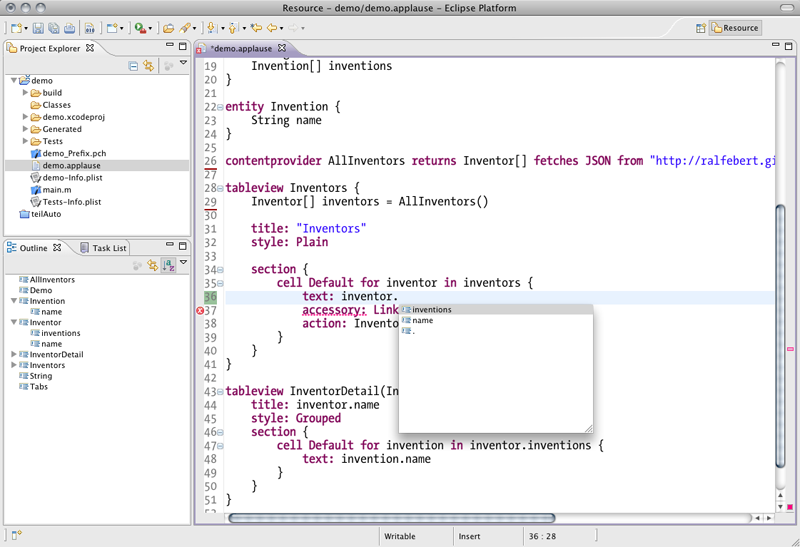 Resource - demo/demo.applause - Eclipse Platform
Resource
Project Explorer
demo
build
Classes
demo.xcodeproj
Generated
Tests
demo_Prefix.pch
demo.applause
demo-Info.plist
main.m
Tests-Info.plist
teilAuto
Outline
Task List
AllInventors
Demo
Invention
name
Inventor
inventions
name
InventorDetail
Inventors
String
Tabs
*demo.applause
19 Invention[] inventions
20 }
21
22 entity Invention {
23 String name
24 }
25
26 contentprovider AllInventors returns Inventor[] fetches JSON from "http://ralfebert.gi
27
28 tableview Inventors {
29 Inventor[] inventors = AllInventors()
30
31 title: "Inventors"
32 style: Plain
33
34 section {
35 cell Default for inventor in inventors {
36 text: inventor.
37 accessory: Link
38 action: Invento
39 }
40 }
41 }
42
43 tableview InventorDetail(In
44 title: inventor.name
45 style: Grouped
46 section {
47 cell Default for invention in inventor.inventions {
48 text: invention.name
49 }
50 }
51 }
inventions
name
.
Writable
Insert
36 : 28